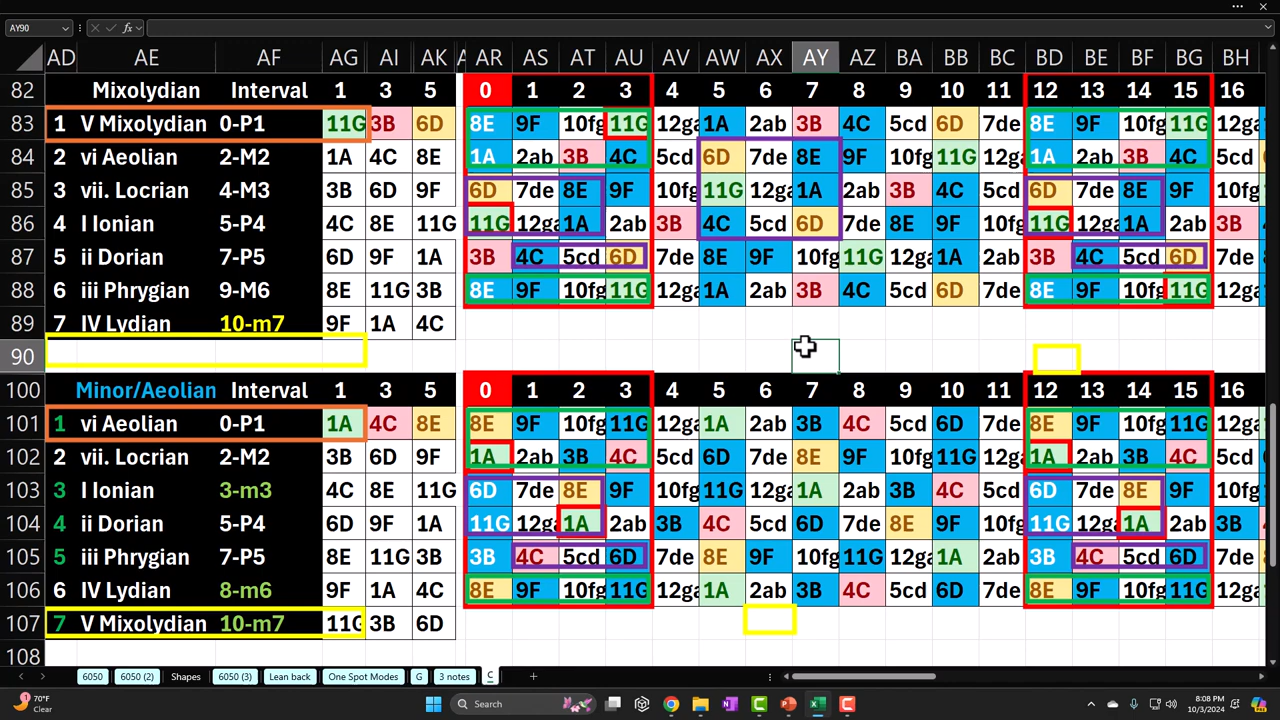 AY90 fx
AD AE AF AG AI AK AR AS AT AU AV AW AX AY AZ BA BB BC BD BE BF BG BH
82 Mixolydian Interval 1 3 5 0 1 2 3 4 5 6 7 8 9 10 11 12 13 14 15 16
83 1 V Mixolydian 0-P1 11G 3B 6D 8E 9F 10fg 11G 12ga 1A 2ab 3B 4C 5cd 6D 7de 8E 9F 10fg 11G 12ga
84 2 vi Aeolian 2-M2 1A 4C 8E 1A 2ab 3B 4C 5cd 6D 7de 8E 9F 10fg 11G 12ga 1A 2ab 3B 4C 5cd
85 3 vii. Locrian 4-M3 3B 6D 9F 6D 7de 8E 9F 10fg 11G 12ga 1A 2ab 3B 4C 5cd 6D 7de 8E 9F 10fg
86 4 I Ionian 5-P4 4C 8E 11G 11G 12ga 1A 2ab 3B 4C 5cd 6D 7de 8E 9F 10fg 11G 12ga 1A 2ab 3B
87 5 ii Dorian 7-P5 6D 9F 1A 3B 4C 5cd 6D 7de 8E 9F 10fg 11G 12ga 1A 2ab 3B 4C 5cd 6D 7de
88 6 iii Phrygian 9-M6 8E 11G 3B 8E 9F 10fg 11G 12ga 1A 2ab 3B 4C 5cd 6D 7de 8E 9F 10fg 11G 12ga
89 7 IV Lydian 10-m7 9F 1A 4C
90
100 Minor/Aeolian Interval 1 3 5 0 1 2 3 4 5 6 7 8 9 10 11 12 13 14 15 16
101 1 vi Aeolian 0-P1 1A 4C 8E 8E 9F 10fg 11G 12ga 1A 2ab 3B 4C 5cd 6D 7de 8E 9F 10fg 11G 12ga
102 2 vii. Locrian 2-M2 3B 6D 9F 1A 2ab 3B 4C 5cd 6D 7de 8E 9F 10fg 11G 12ga 1A 2ab 3B 4C 5cd
103 3 I Ionian 3-m3 4C 8E 11G 6D 7de 8E 9F 10fg 11G 12ga 1A 2ab 3B 4C 5cd 6D 7de 8E 9F 10fg
104 4 ii Dorian 5-P4 6D 9F 1A 11G 12ga 1A 2ab 3B 4C 5cd 6D 7de 8E 9F 10fg 11G 12ga 1A 2ab 3B
105 5 iii Phrygian 7-P5 8E 11G 3B 3B 4C 5cd 6D 7de 8E 9F 10fg 11G 12ga 1A 2ab 3B 4C 5cd 6D 7de
106 6 IV Lydian 8-m6 9F 1A 4C 8E 9F 10fg 11G 12ga 1A 2ab 3B 4C 5cd 6D 7de 8E 9F 10fg 11G 12ga
107 7 V Mixolydian 10-m7 11G 3B 6D
108
6050 6050 (2) Shapes 6050 (3) Lean back One Spot Modes G 3 notes C
70°F
Clear
Search
8:08 PM
10/3/2024